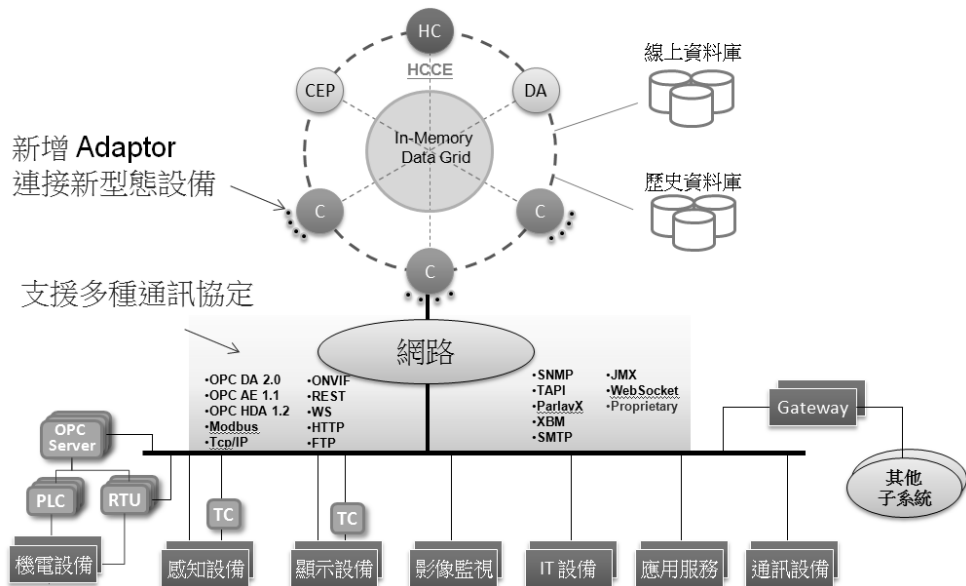 HC
HCCE
CEP
DA
In-Memory
Data Grid
線上資料庫
歷史資料庫
新增 Adaptor
連接新型態設備
C
C
C
支援多種通訊協定
網路
•OPC DA 2.0
•OPC AE 1.1
•OPC HDA 1.2
•Modbus
•Tcp/IP
•ONVIF
•REST
•WS
•HTTP
•FTP
•SNMP
•TAPI
•ParlavX
•XBM
•SMTP
•JMX
•WebSocket
•Proprietary
Gateway
OPC
Server
PLC
RTU
TC
TC
其他
子系統
機電設備
感知設備
顯示設備
影像監視
IT 設備
應用服務
通訊設備